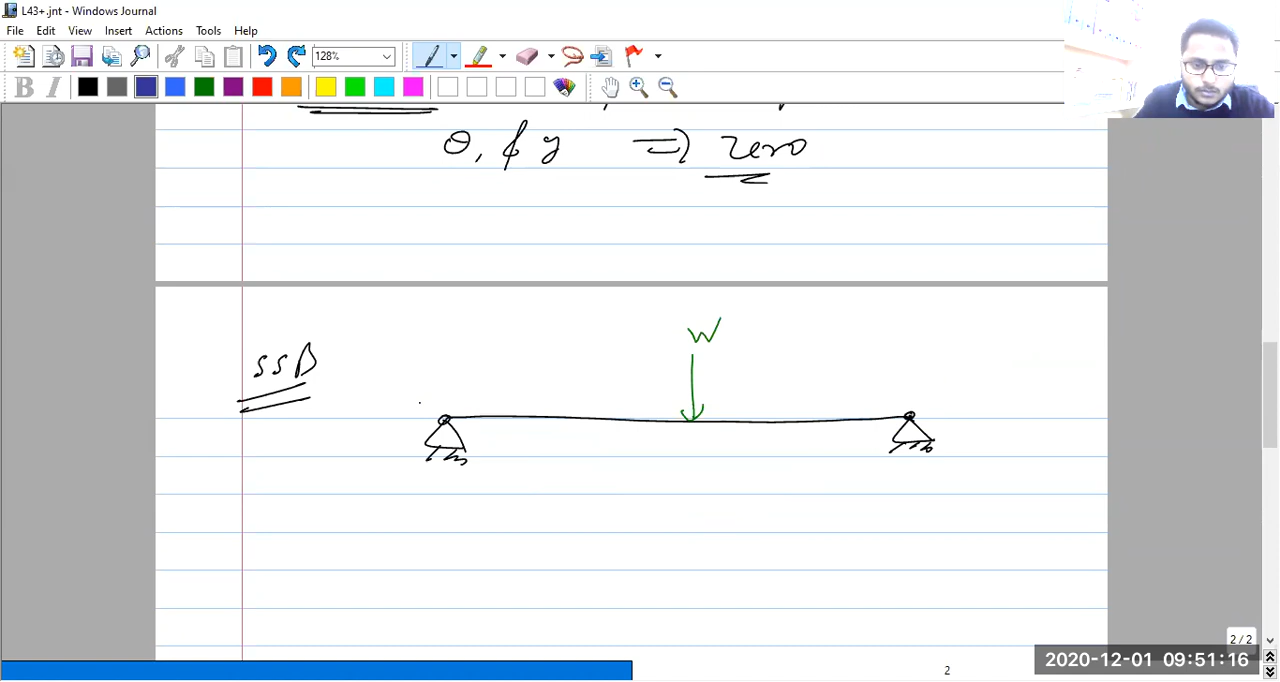 L43+.jnt - Windows Journal
File Edit View Insert Actions Tools Help
128%
B I
θ, & y ⇒ zero
W
SSB
2 / 2
2020-12-01 09:51:16
2